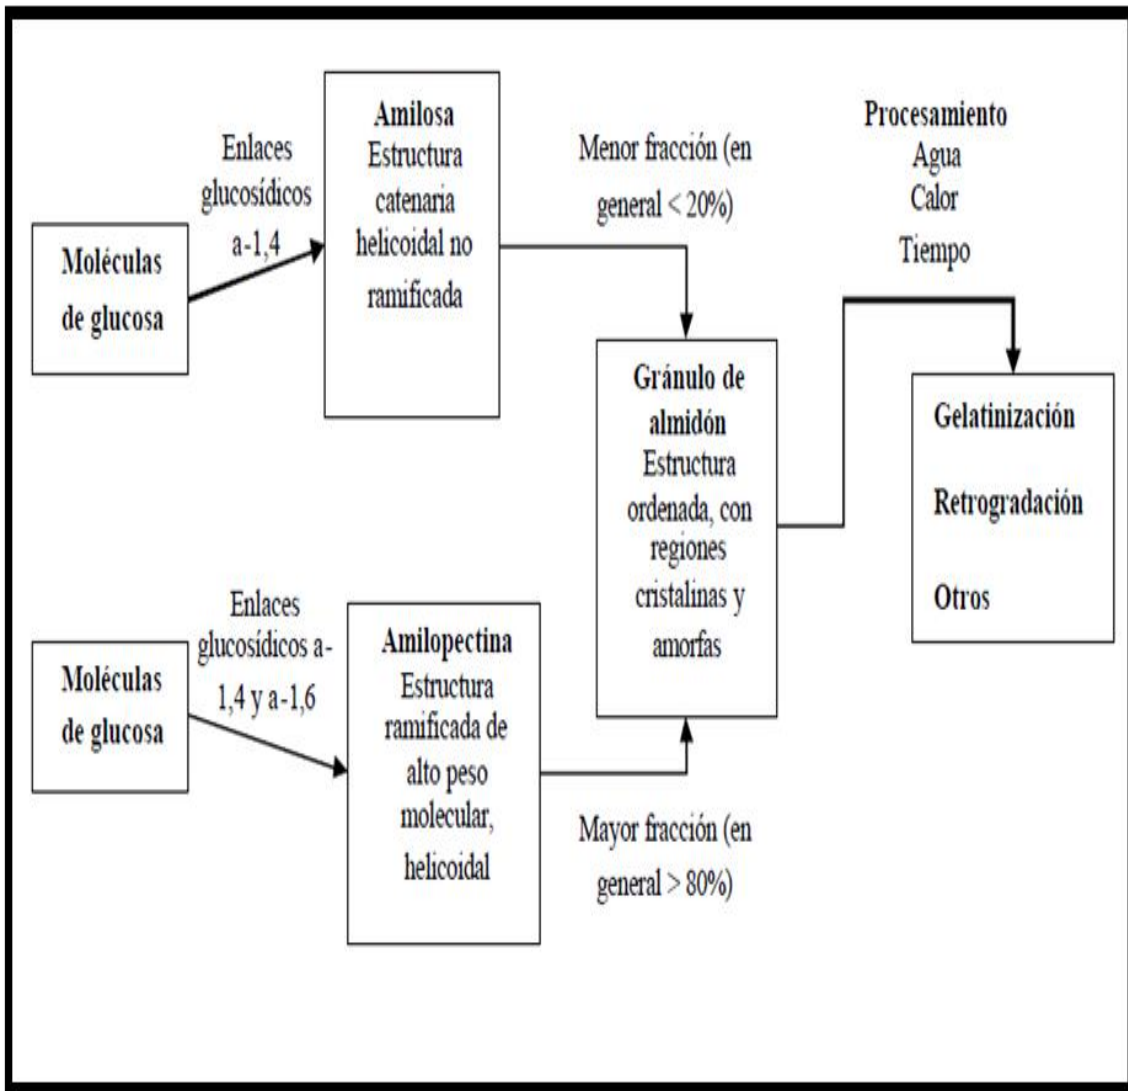 Moléculas
de glucosa
Enlaces
glucosídicos
a-1,4
Amilosa
Estructura
catenaria
helicoidal no
ramificada
Menor fracción (en
general < 20%)
Moléculas
de glucosa
Enlaces
glucosídicos a-
1,4 y a-1,6
Amilopectina
Estructura
ramificada de
alto peso
molecular,
helicoidal
Mayor fracción (en
general > 80%)
Gránulo de
almidón
Estructura
ordenada, con
regiones
cristalinas y
amorfas
Procesamiento
Agua
Calor
Tiempo
Gelatinización
Retrogradación
Otros